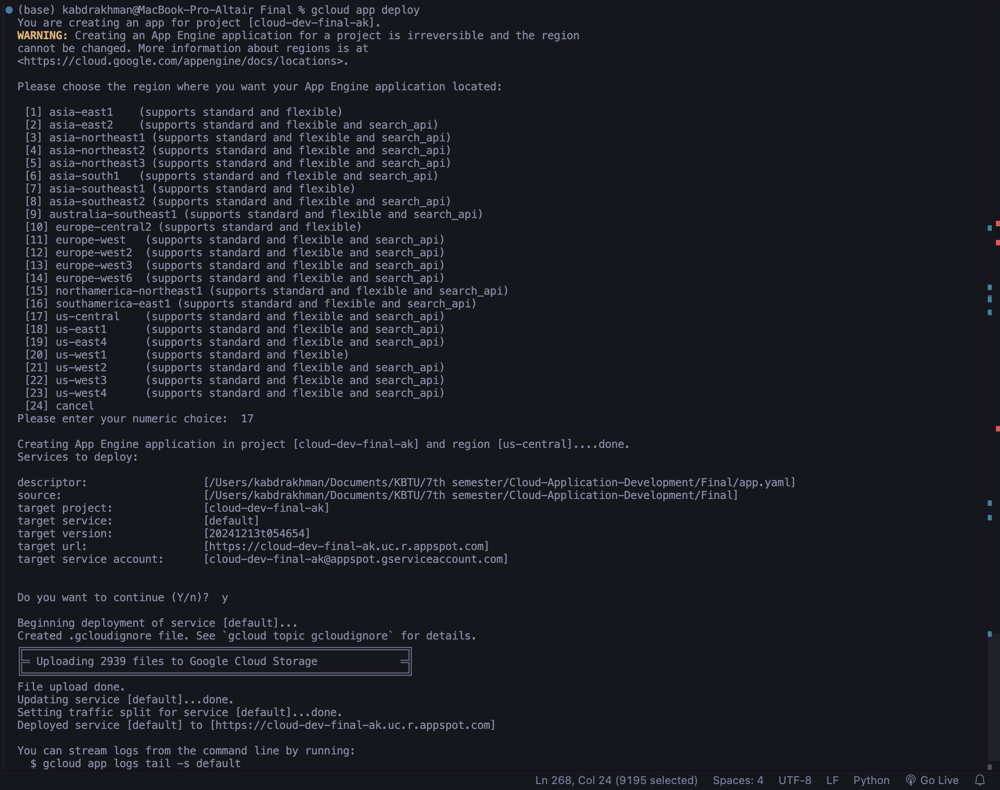 (base) kabdrakhman@MacBook-Pro-Altair Final % gcloud app deploy
You are creating an app for project [cloud-dev-final-ak].
WARNING: Creating an App Engine application for a project is irreversible and the region
cannot be changed. More information about regions is at
<https://cloud.google.com/appengine/docs/locations>.
Please choose the region where you want your App Engine application located:
[1] asia-east1    (supports standard and flexible)
[2] asia-east2    (supports standard and flexible and search_api)
[3] asia-northeast1 (supports standard and flexible and search_api)
[4] asia-northeast2 (supports standard and flexible and search_api)
[5] asia-northeast3 (supports standard and flexible and search_api)
[6] asia-south1   (supports standard and flexible and search_api)
[7] asia-southeast1 (supports standard and flexible)
[8] asia-southeast2 (supports standard and flexible and search_api)
[9] australia-southeast1 (supports standard and flexible and search_api)
[10] europe-central2 (supports standard and flexible)
[11] europe-west   (supports standard and flexible and search_api)
[12] europe-west2  (supports standard and flexible and search_api)
[13] europe-west3  (supports standard and flexible and search_api)
[14] europe-west6  (supports standard and flexible and search_api)
[15] northamerica-northeast1 (supports standard and flexible and search_api)
[16] southamerica-east1 (supports standard and flexible and search_api)
[17] us-central    (supports standard and flexible and search_api)
[18] us-east1      (supports standard and flexible and search_api)
[19] us-east4      (supports standard and flexible and search_api)
[20] us-west1      (supports standard and flexible)
[21] us-west2      (supports standard and flexible and search_api)
[22] us-west3      (supports standard and flexible and search_api)
[23] us-west4      (supports standard and flexible and search_api)
[24] cancel
Please enter your numeric choice:  17
Creating App Engine application in project [cloud-dev-final-ak] and region [us-central]....done.
Services to deploy:
descriptor:                  [/Users/kabdrakhman/Documents/KBTU/7th semester/Cloud-Application-Development/Final/app.yaml]
source:                      [/Users/kabdrakhman/Documents/KBTU/7th semester/Cloud-Application-Development/Final]
target project:              [cloud-dev-final-ak]
target service:              [default]
target version:              [20241213t054654]
target url:                  [https://cloud-dev-final-ak.uc.r.appspot.com]
target service account:      [cloud-dev-final-ak@appspot.gserviceaccount.com]
Do you want to continue (Y/n)?  y
Beginning deployment of service [default]...
Created .gcloudignore file. See `gcloud topic gcloudignore` for details.
Uploading 2939 files to Google Cloud Storage
File upload done.
Updating service [default]...done.
Setting traffic split for service [default]...done.
Deployed service [default] to [https://cloud-dev-final-ak.uc.r.appspot.com]
You can stream logs from the command line by running:
$ gcloud app logs tail -s default
Ln 268, Col 24 (9195 selected) Spaces: 4 UTF-8 LF Python Go Live